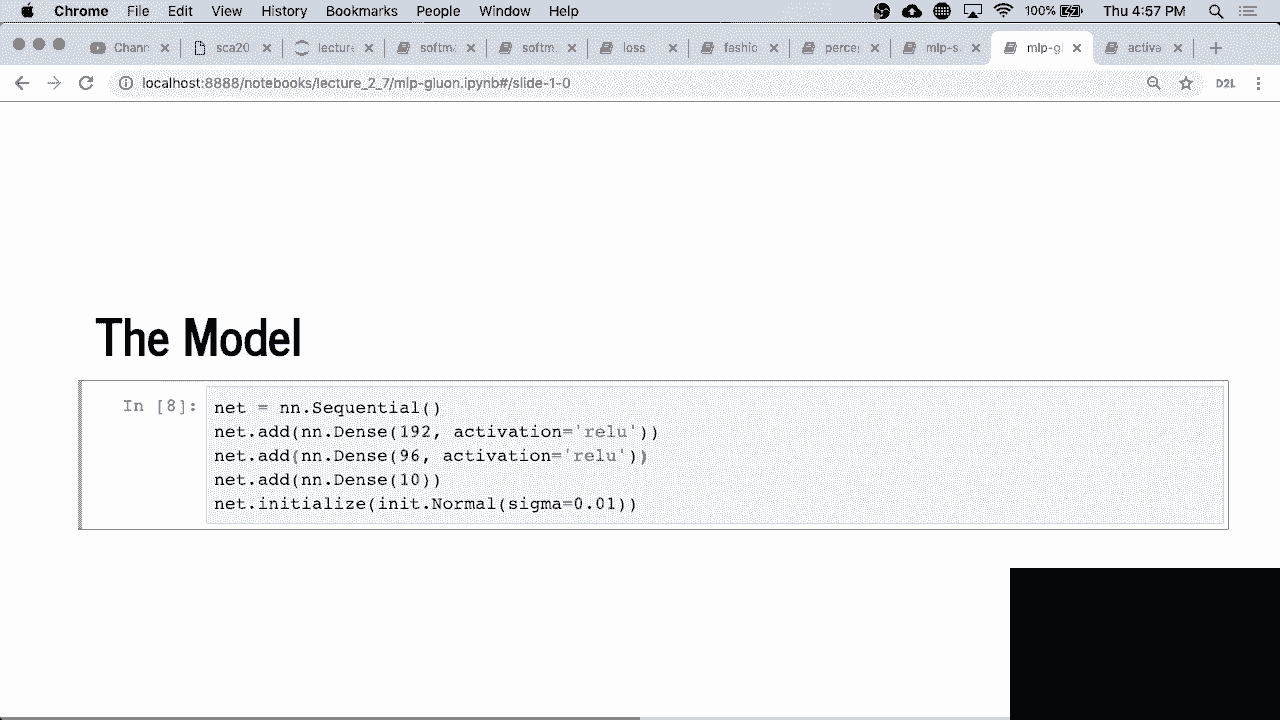 Chrome File Edit View History Bookmarks People Window Help 100% Thu 4:57 PM
Chann sca20 lecture softm softm loss fashio perce mlp-s mlp-gl activa
localhost:8888/notebooks/lecture_2_7/mlp-gluon.ipynb#/slide-1-0 D2L
The Model
In [8]: net = nn.Sequential()
net.add(nn.Dense(192, activation='relu'))
net.add(nn.Dense(96, activation='relu'))
net.add(nn.Dense(10))
net.initialize(init.Normal(sigma=0.01))